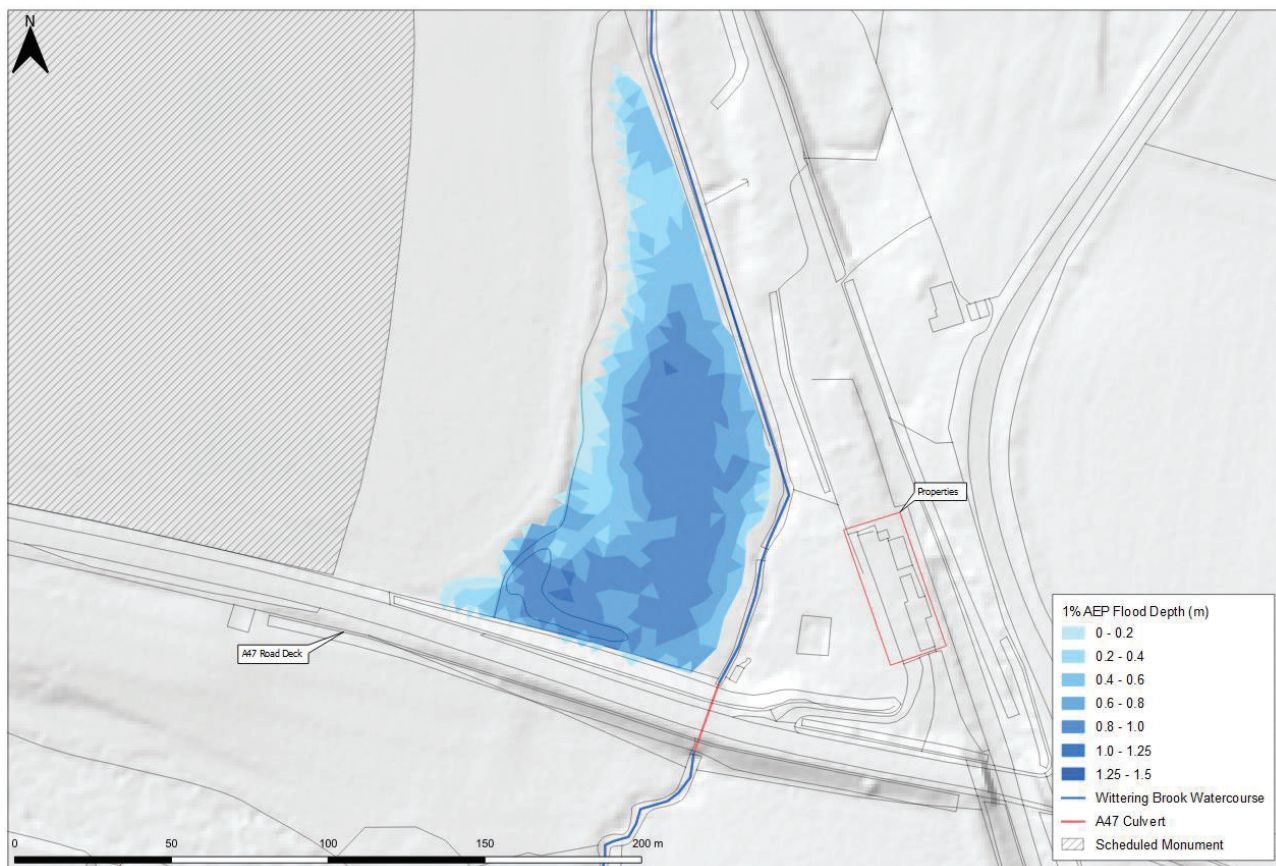 N
Properties
A47 Road Deck
1% AEP Flood Depth (m)
0 - 0.2
0.2 - 0.4
0.4 - 0.6
0.6 - 0.8
0.8 - 1.0
1.0 - 1.25
1.25 - 1.5
Wittering Brook Watercourse
A47 Culvert
Scheduled Monument
0 50 100 150 200 m